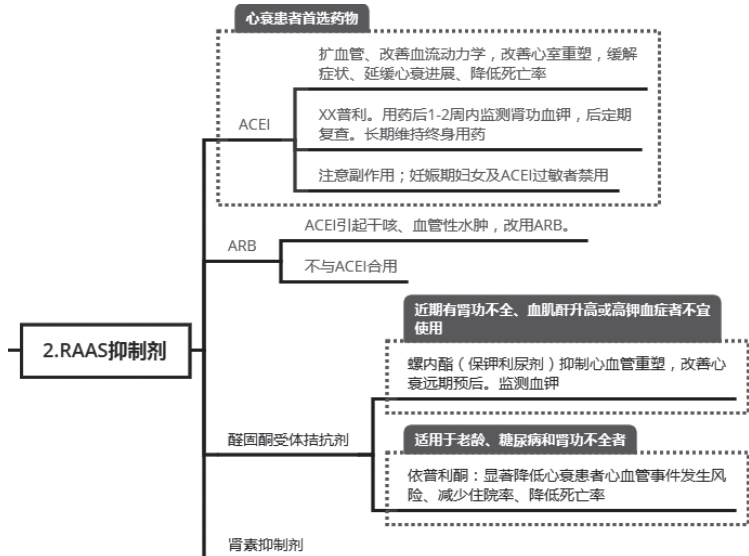 心衰患者首选药物
扩血管、改善血流动力学，改善心室重塑，缓解
症状、延缓心衰进展、降低死亡率
ACEI
XX普利。用药后1-2周内监测肾功血钾，后定期
复查。长期维持终身用药
注意副作用；妊娠期妇女及ACEI过敏者禁用
ARB
ACEI引起干咳、血管性水肿，改用ARB。
不与ACEI合用
2.RAAS抑制剂
近期有肾功不全、血肌酐升高或高钾血症者不宜
使用
螺内酯（保钾利尿剂）抑制心血管重塑，改善心
衰远期预后。监测血钾
醛固酮受体拮抗剂
适用于老龄、糖尿病和肾功不全者
依普利酮：显著降低心衰患者心血管事件发生风
险、减少住院率、降低死亡率
肾素抑制剂